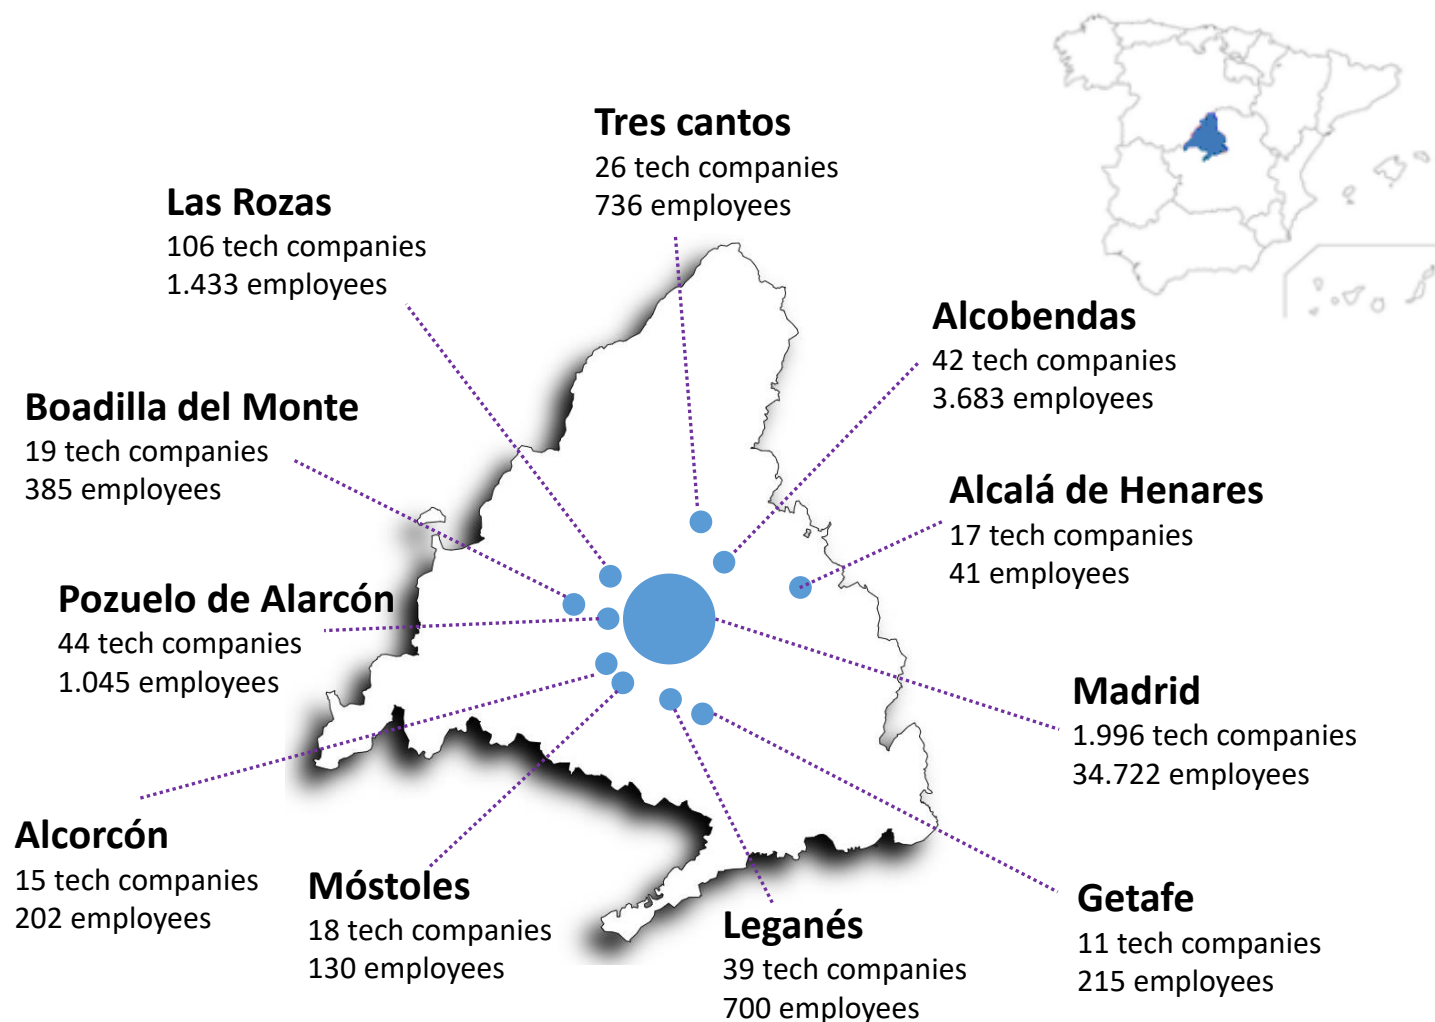 Tres cantos
26 tech companies
736 employees
Las Rozas
106 tech companies
1.433 employees
Alcobendas
42 tech companies
3.683 employees
Boadilla del Monte
19 tech companies
385 employees
Alcalá de Henares
17 tech companies
41 employees
Pozuelo de Alarcón
44 tech companies
1.045 employees
Madrid
1.996 tech companies
34.722 employees
Alcorcón
15 tech companies
202 employees
Móstoles
18 tech companies
130 employees
Leganés
39 tech companies
700 employees
Getafe
11 tech companies
215 employees